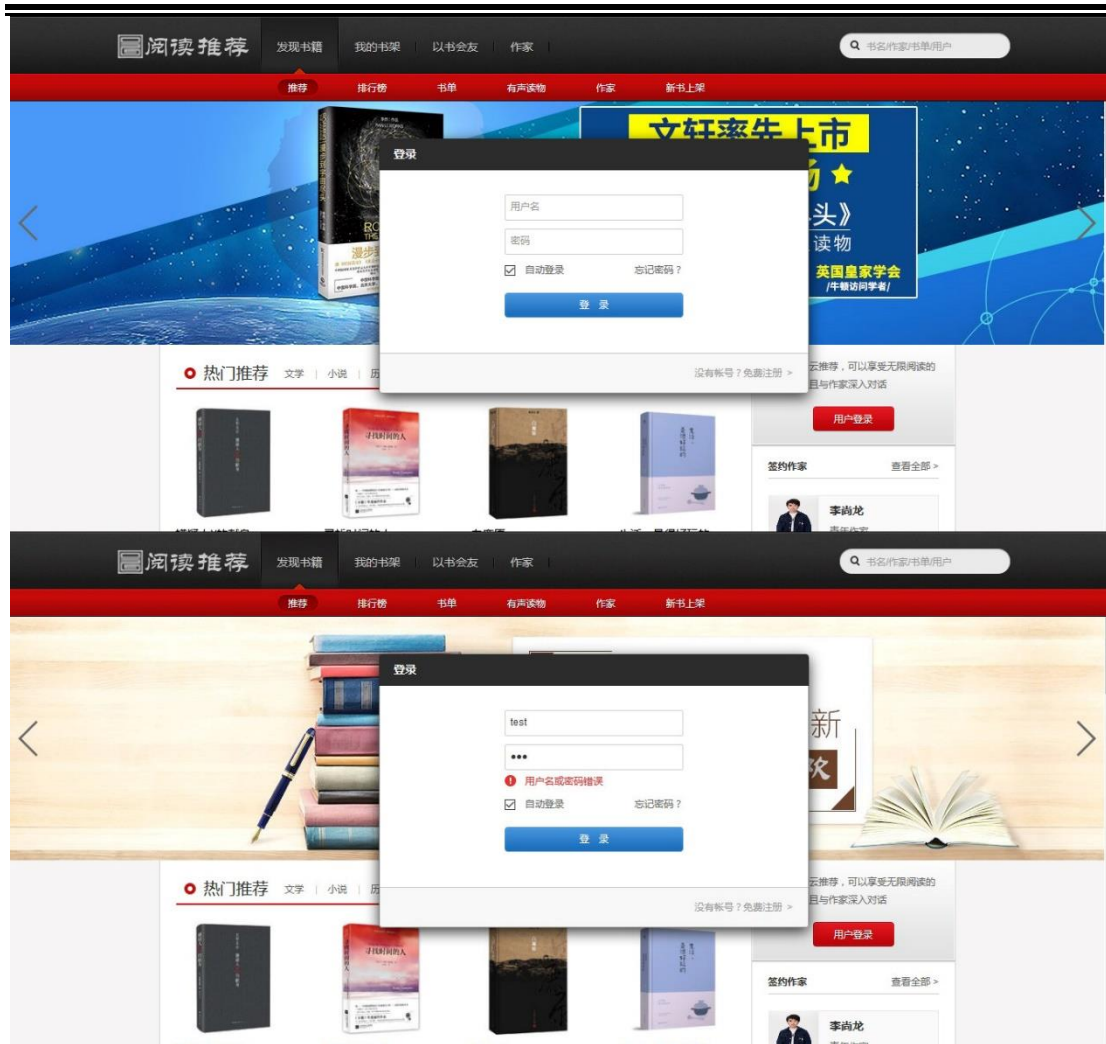 阅读推荐 发现书籍 我的书架 以书会友 作家 书名/作家/书单/用户
推荐 排行榜 书单 有声读物 作家 新书上架
文轩率先上市
登录
头》
用户名
读物
密码
漫步
英国皇家学会
自动登录 忘记密码?
/牛顿访问学者/
登 录
云推荐，可以享受无限阅读的
热门推荐 文学 小说 历
没有帐号?免费注册 >
且与作家深入对话
用户登录
寻找时间的人
签约作家 查看全部 >
李尚龙
青年作家
阅读推荐 发现书籍 我的书架 以书会友 作家 书名/作家/书单/用户
推荐 排行榜 书单 有声读物 作家 新书上架
登录
test
新
•••
用户名或密码错误
自动登录 忘记密码?
登 录
云推荐，可以享受无限阅读的
热门推荐 文学 小说 历
没有帐号?免费注册 >
且与作家深入对话
用户登录
寻找时间的人
签约作家 查看全部 >
李尚龙